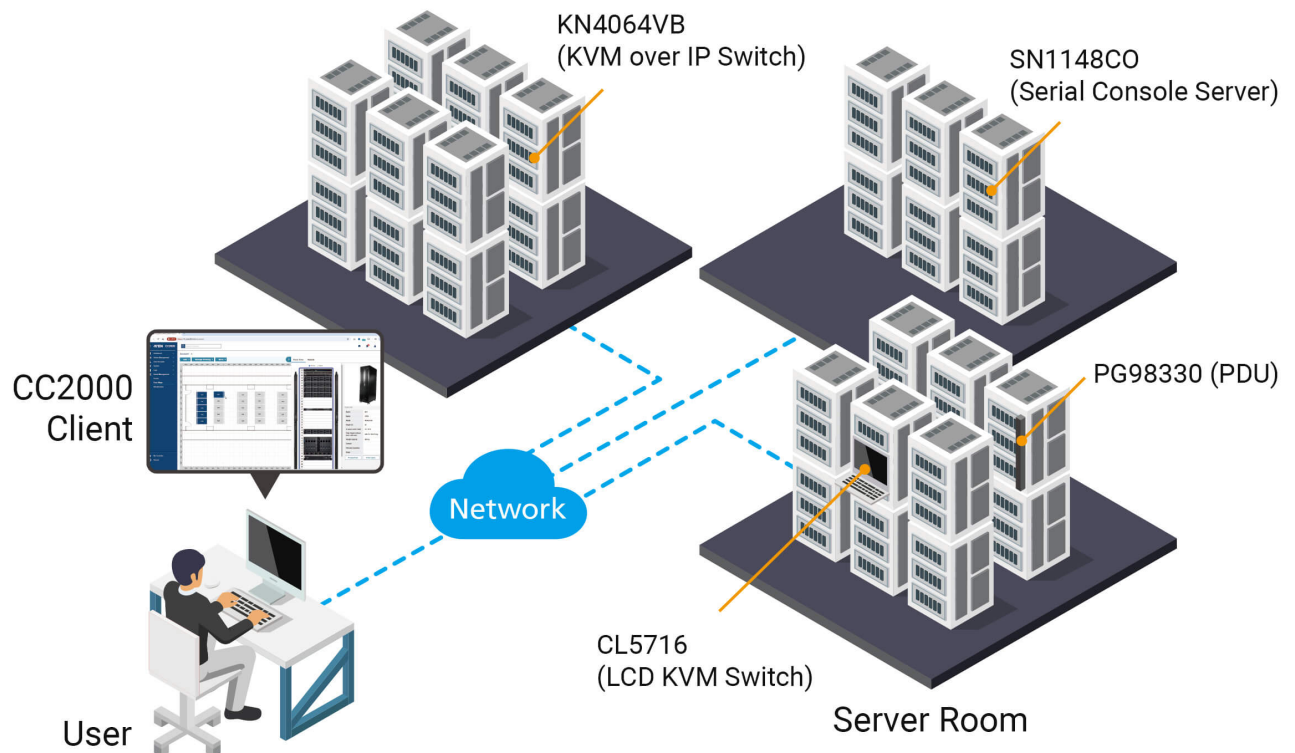 KN4064VB
(KVM over IP Switch)
SN1148CO
(Serial Console Server)
CC2000
Client
PG98330 (PDU)
Network
CL5716
(LCD KVM Switch)
User
Server Room